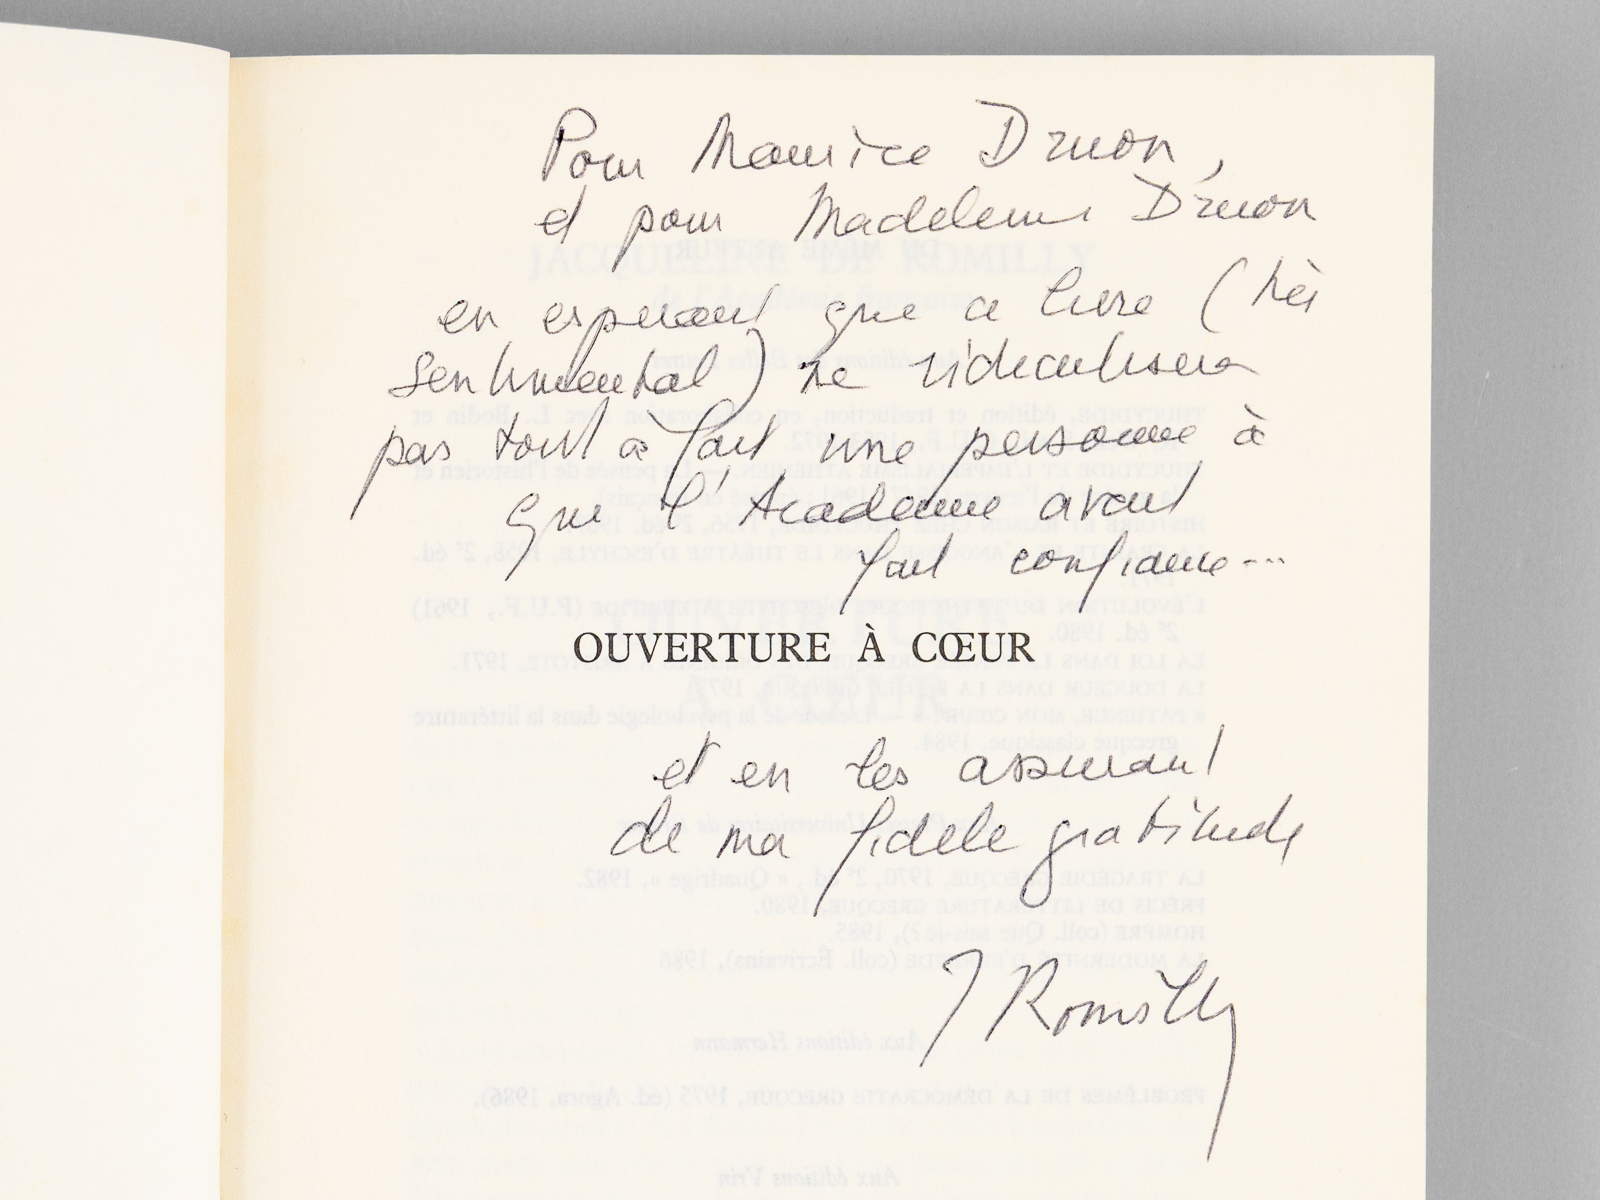 Pour Maurice Druon,
et pour Madeleine Druon
en espérant que ce livre (très
sentimental) ne ridiculisera
pas tout à fait une personne à
que l'Académie avait
fait confiance...
OUVERTURE À CŒUR
et en les assurant
de ma fidèle gratitude
J Romilly